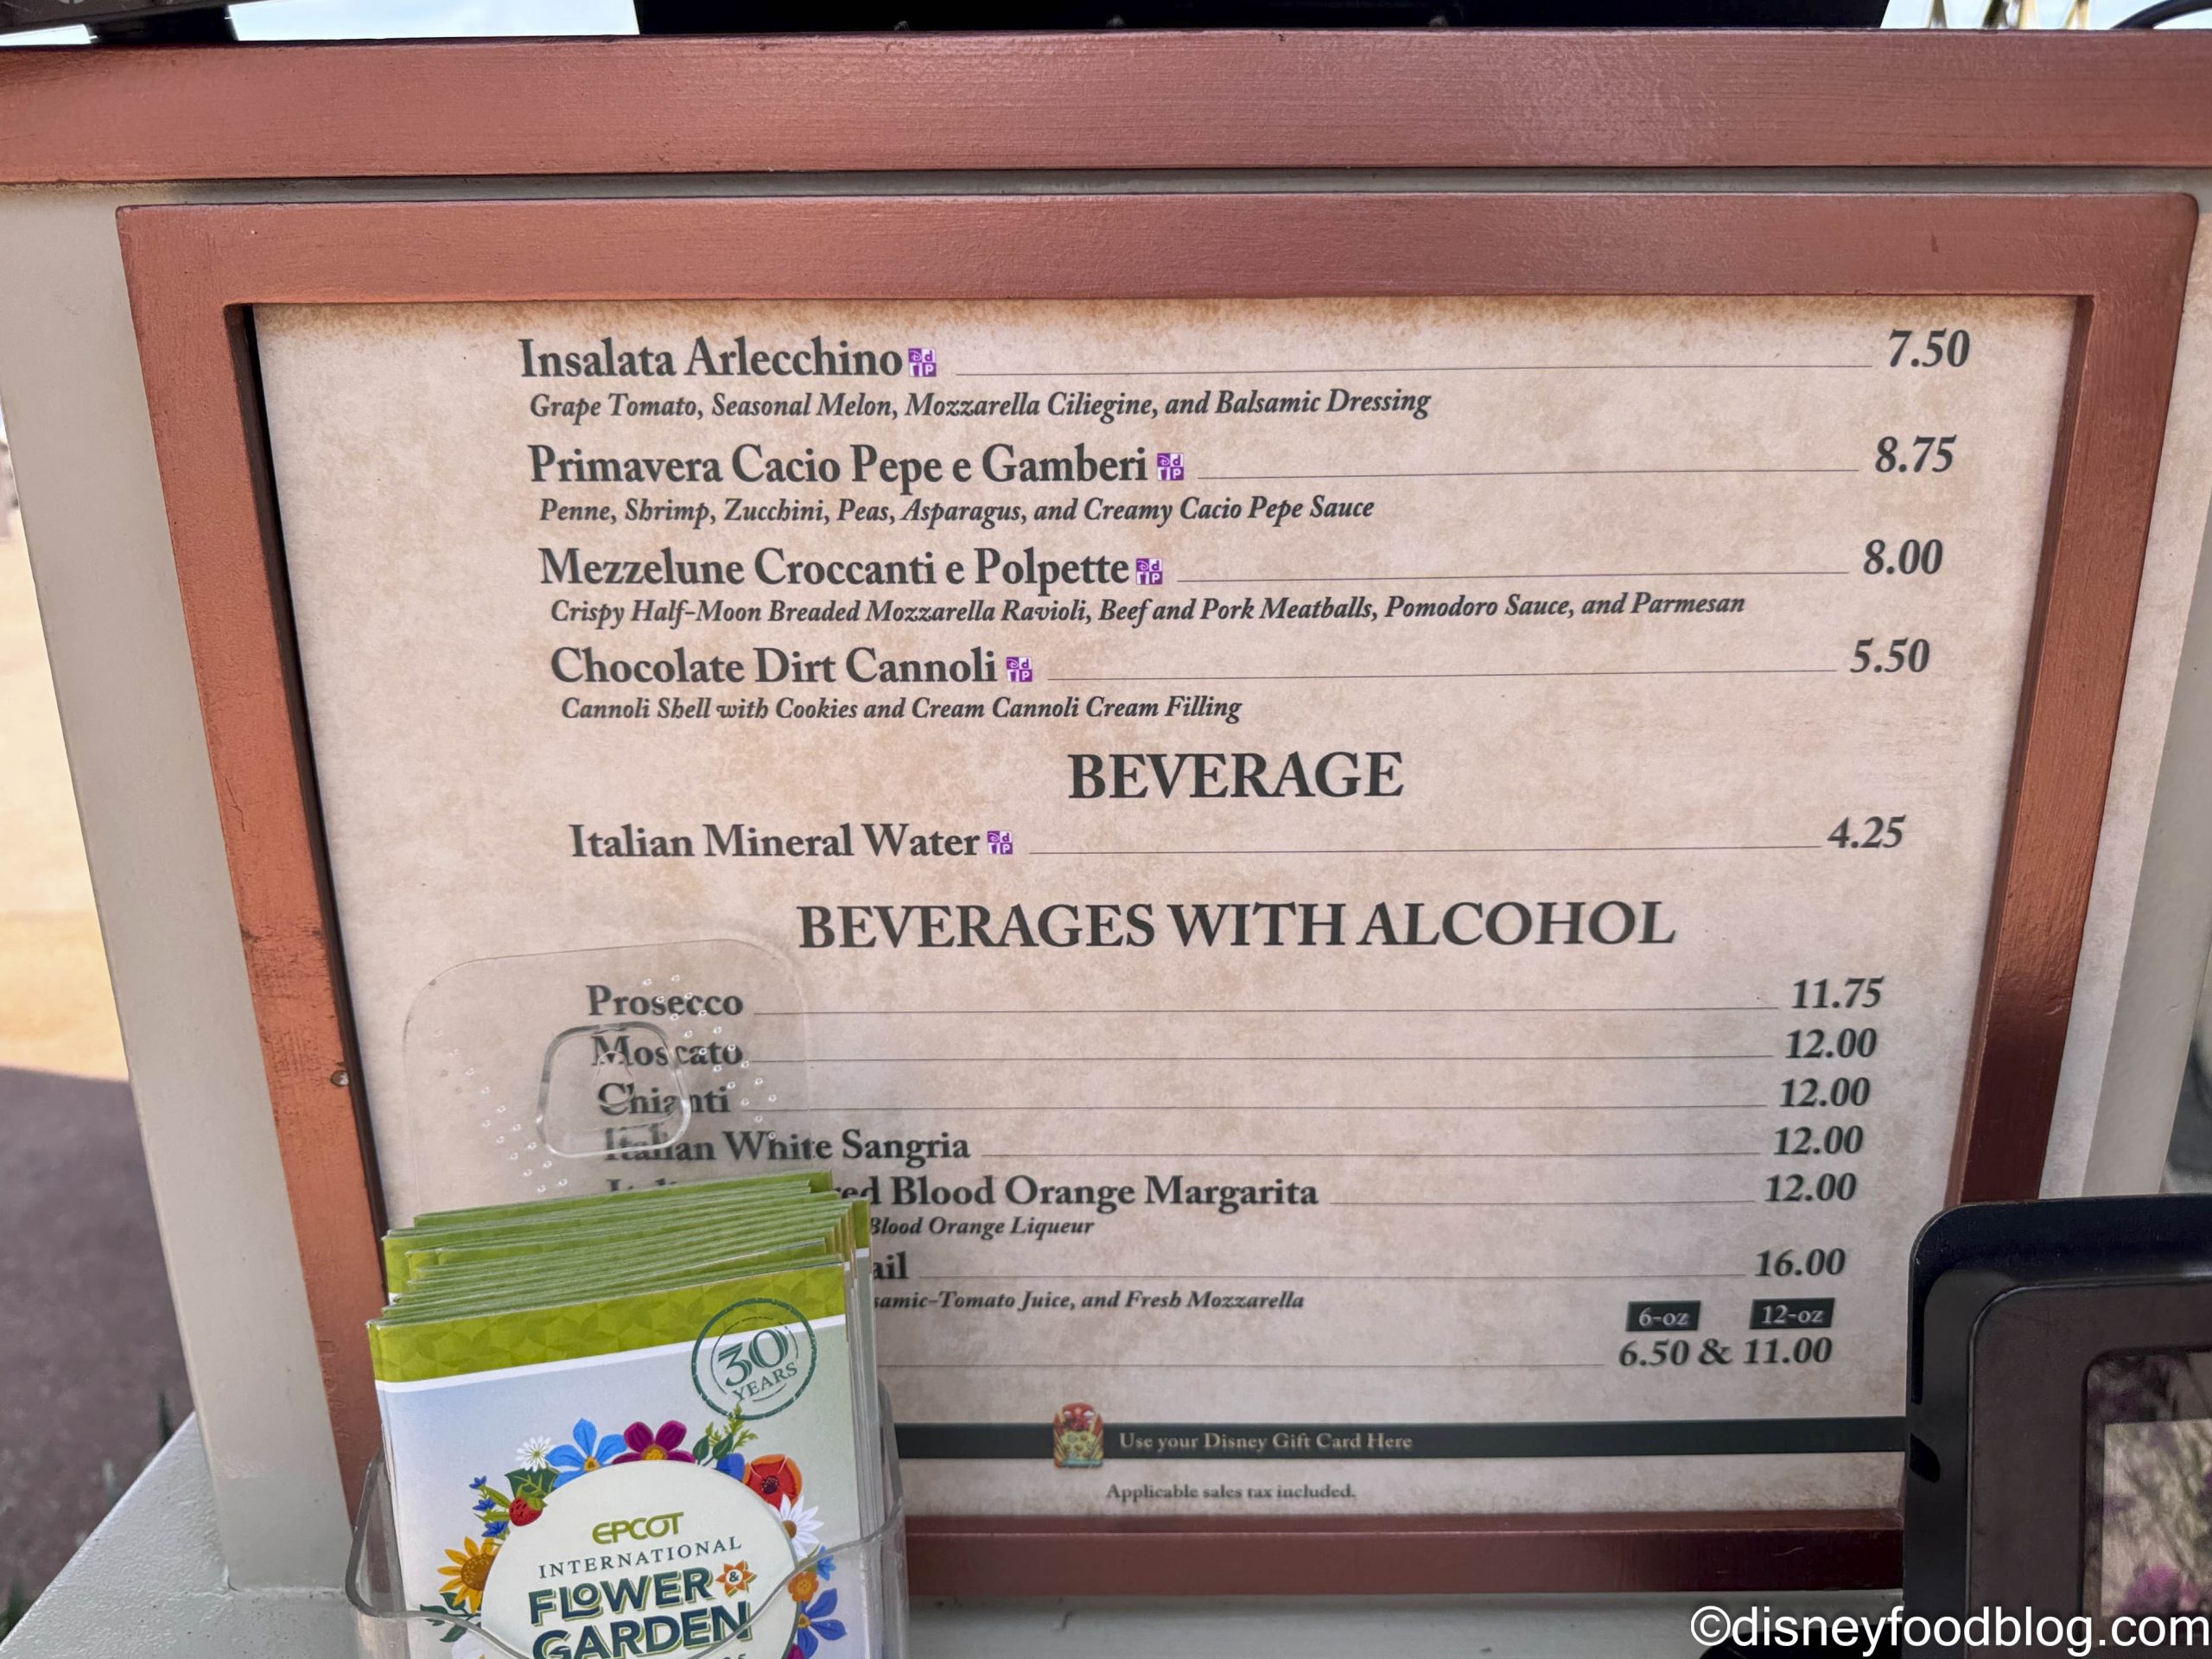 Insalata Arlecchino 7.50
Grape Tomato, Seasonal Melon, Mozzarella Ciliegine, and Balsamic Dressing
Primavera Cacio Pepe e Gamberi 8.75
Penne, Shrimp, Zucchini, Peas, Asparagus, and Creamy Cacio Pepe Sauce
Mezzelune Croccanti e Polpette 8.00
Crispy Half-Moon Breaded Mozzarella Ravioli, Beef and Pork Meatballs, Pomodoro Sauce, and Parmesan
Chocolate Dirt Cannoli 5.50
Cannoli Shell with Cookies and Cream Cannoli Cream Filling
BEVERAGE
Italian Mineral Water 4.25
BEVERAGES WITH ALCOHOL
Prosecco 11.75
Moscato 12.00
Chianti 12.00
Italian White Sangria 12.00
Blood Orange Margarita 12.00
Blood Orange Liqueur
16.00
Juice, and Fresh Mozzarella
6-oz 12-oz
6.50 & 11.00
Use your Disney Gift Card Here
Applicable sales tax included.
30
YEARS
EPCOT
INTERNATIONAL
FLOWER &
GARDEN
©disneyfoodblog.com